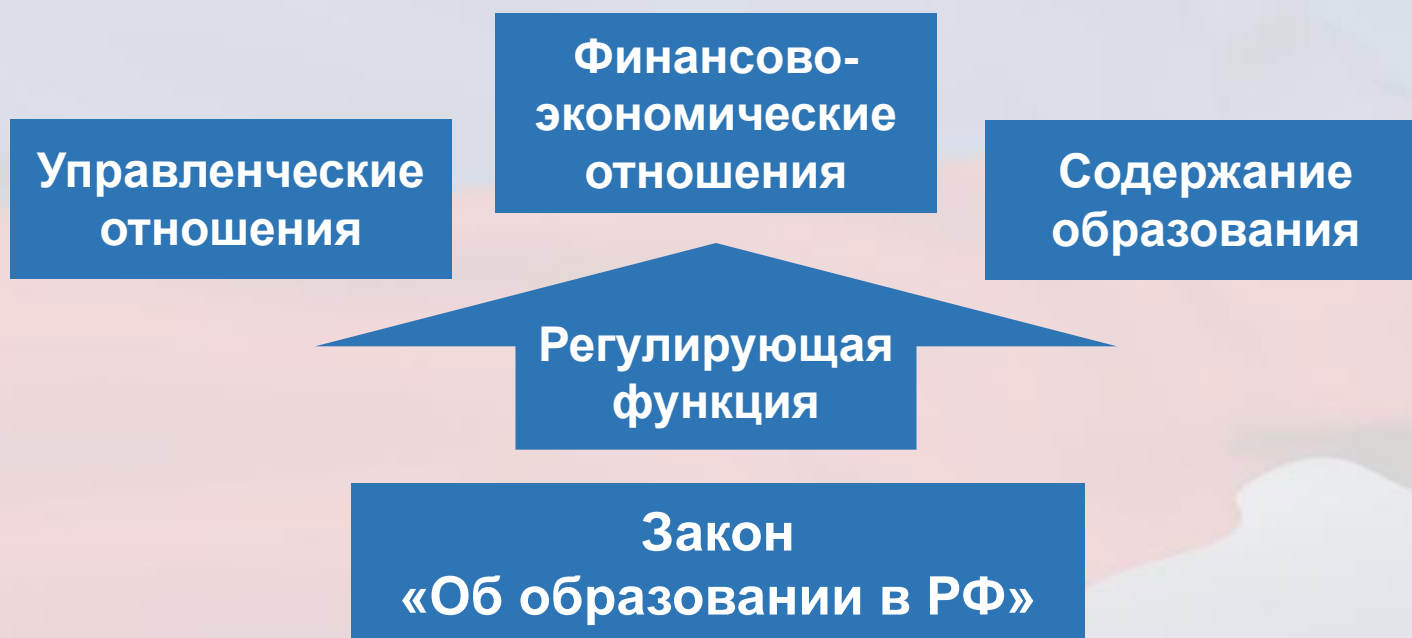 Финансово-
экономические
отношения
Управленческие
отношения
Содержание
образования
Регулирующая
функция
Закон
«Об образовании в РФ»